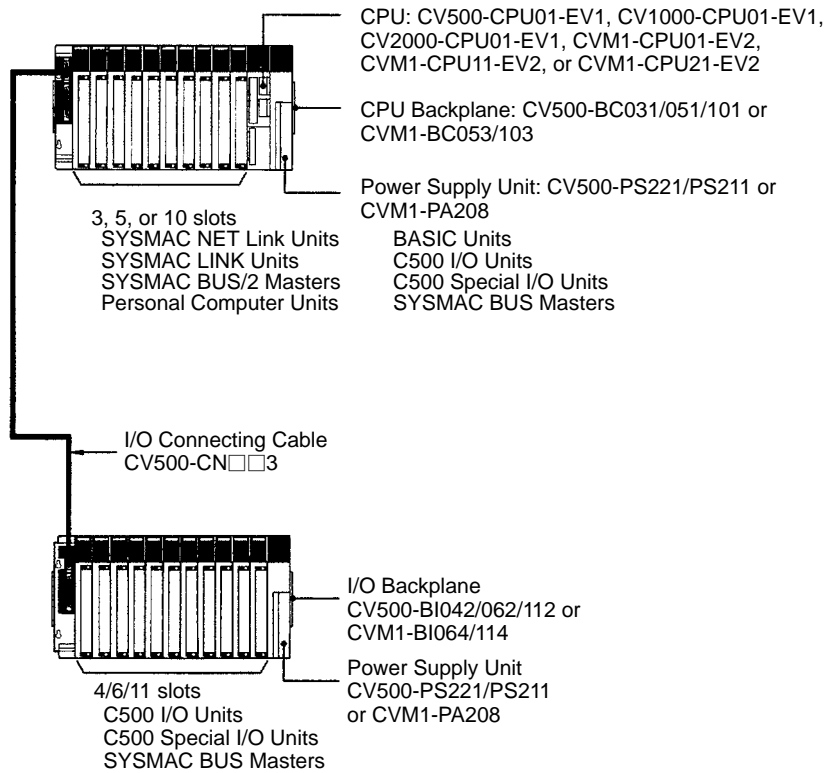 CPU: CV500-CPU01-EV1, CV1000-CPU01-EV1,
CV2000-CPU01-EV1, CVM1-CPU01-EV2,
CVM1-CPU11-EV2, or CVM1-CPU21-EV2
CPU Backplane: CV500-BC031/051/101 or
CVM1-BC053/103
Power Supply Unit: CV500-PS221/PS211 or
CVM1-PA208
3, 5, or 10 slots
SYSMAC NET Link Units
SYSMAC LINK Units
SYSMAC BUS/2 Masters
Personal Computer Units
BASIC Units
C500 I/O Units
C500 Special I/O Units
SYSMAC BUS Masters
I/O Connecting Cable
CV500-CN□□3
I/O Backplane
CV500-BI042/062/112 or
CVM1-BI064/114
Power Supply Unit
CV500-PS221/PS211
or CVM1-PA208
4/6/11 slots
C500 I/O Units
C500 Special I/O Units
SYSMAC BUS Masters